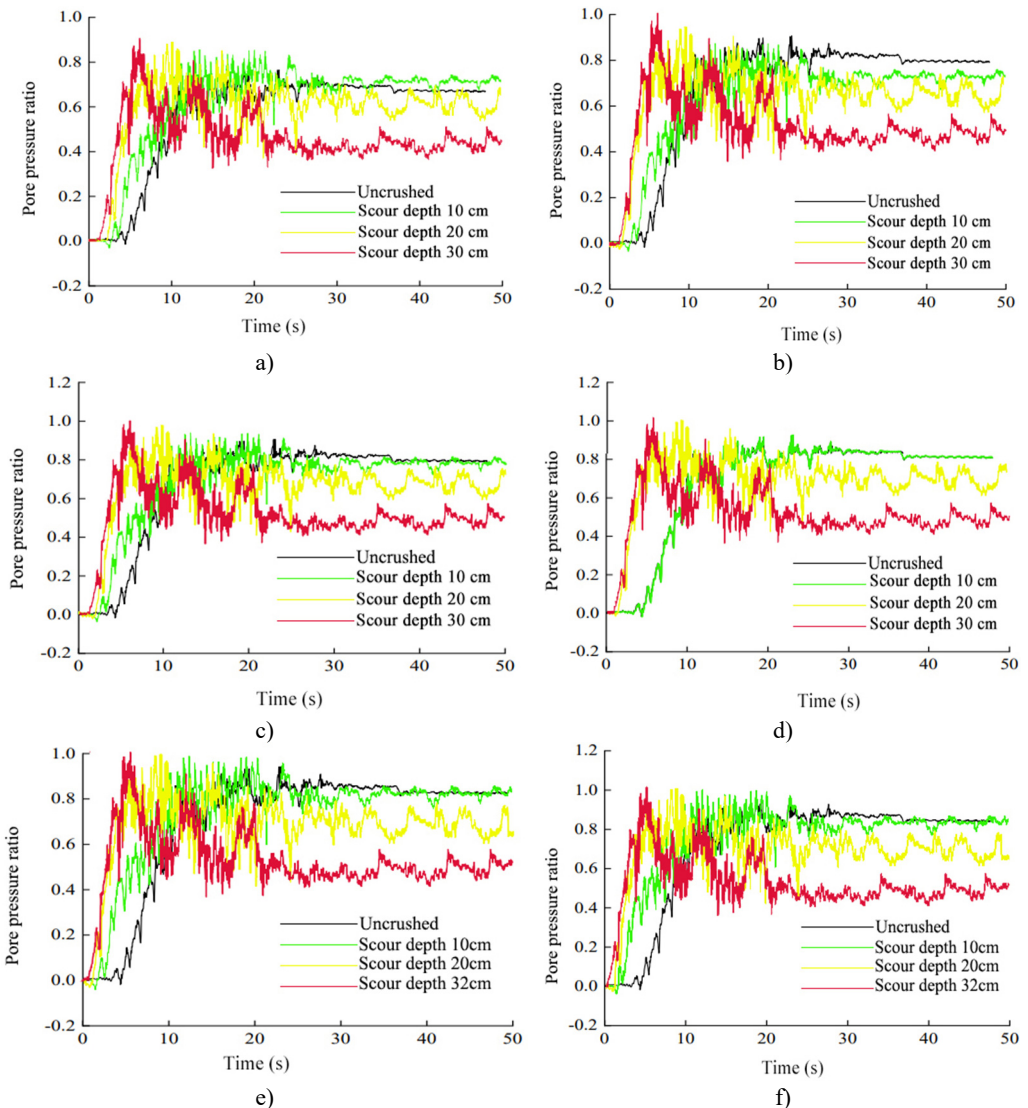 1.0
0.8
0.6
0.4
0.2
0.0
-0.2
Pore pressure ratio
Uncrushed
Scour depth 10 cm
Scour depth 20 cm
Scour depth 30 cm
0 10 20 30 40 50
Time (s)
a)
1.0
0.8
0.6
0.4
0.2
0.0
-0.2
Pore pressure ratio
Uncrushed
Scour depth 10 cm
Scour depth 20 cm
Scour depth 30 cm
0 10 20 30 40 50
Time (s)
b)
1.2
1.0
0.8
0.6
0.4
0.2
0.0
-0.2
Pore pressure ratio
Uncrushed
Scour depth 10 cm
Scour depth 20 cm
Scour depth 30 cm
0 10 20 30 40 50
Time (s)
c)
1.2
1.0
0.8
0.6
0.4
0.2
0.0
-0.2
Pore pressure ratio
Uncrushed
Scour depth 10 cm
Scour depth 20 cm
Scour depth 30 cm
0 10 20 30 40 50
Time (s)
d)
1.0
0.8
0.6
0.4
0.2
0.0
-0.2
Pore pressure ratio
Uncrushed
Scour depth 10cm
Scour depth 20cm
Scour depth 32cm
0 10 20 30 40 50
Time (s)
e)
1.2
1.0
0.8
0.6
0.4
0.2
0.0
-0.2
Pore pressure ratio
Uncrushed
Scour depth 10cm
Scour depth 20cm
Scour depth 32cm
0 10 20 30 40 50
Time (s)
f)